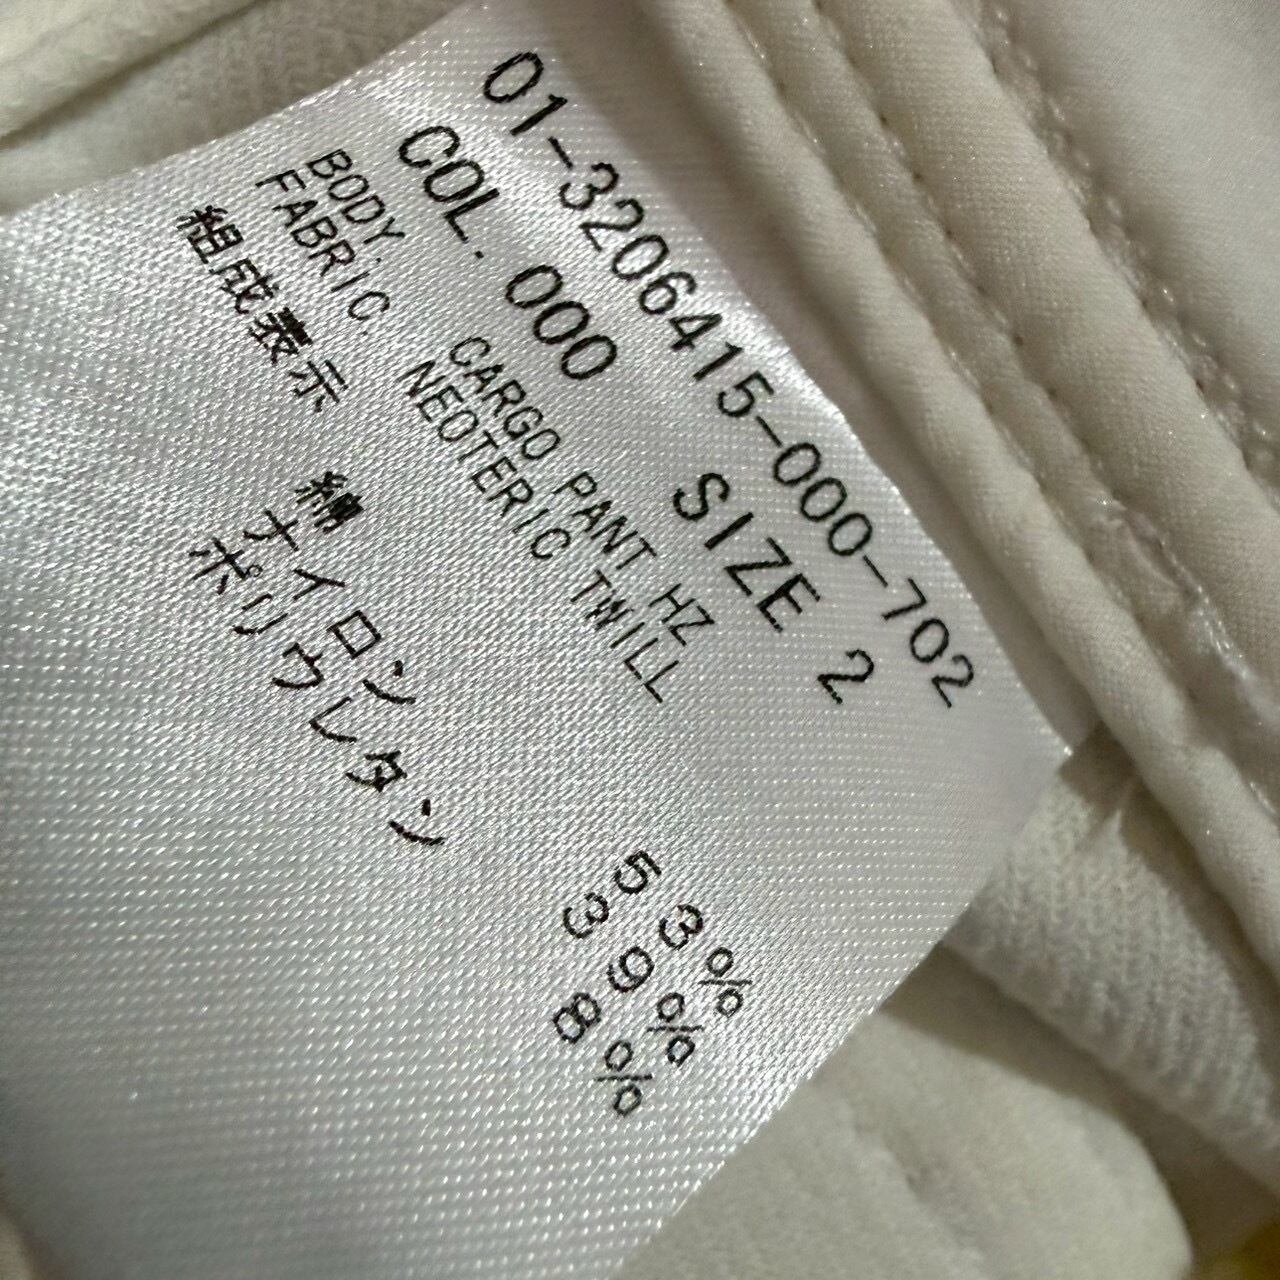 01-3206415-000-702
COL. 000 SIZE 2
BODY. CARGO PANT HZ
FABRIC. NEOTERIC TWILL
組成表示
綿 53%
ナイロン 39%
ポリウレタン 8%